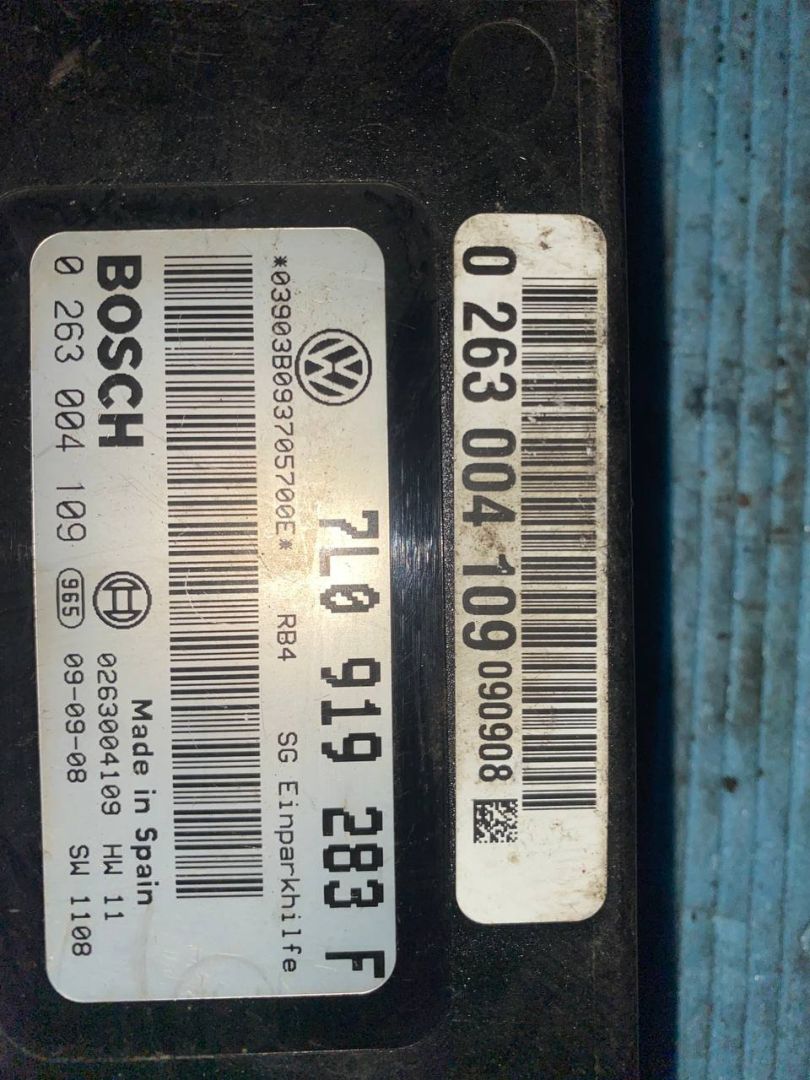 0 263 004 109 090908
7L0 919 283 F
*03903B093705700E* RB4 SG Einparkhilfe
BOSCH
Made in Spain
0263004109 HW 11
0 263 004 109 965 09-09-08 SW 1108